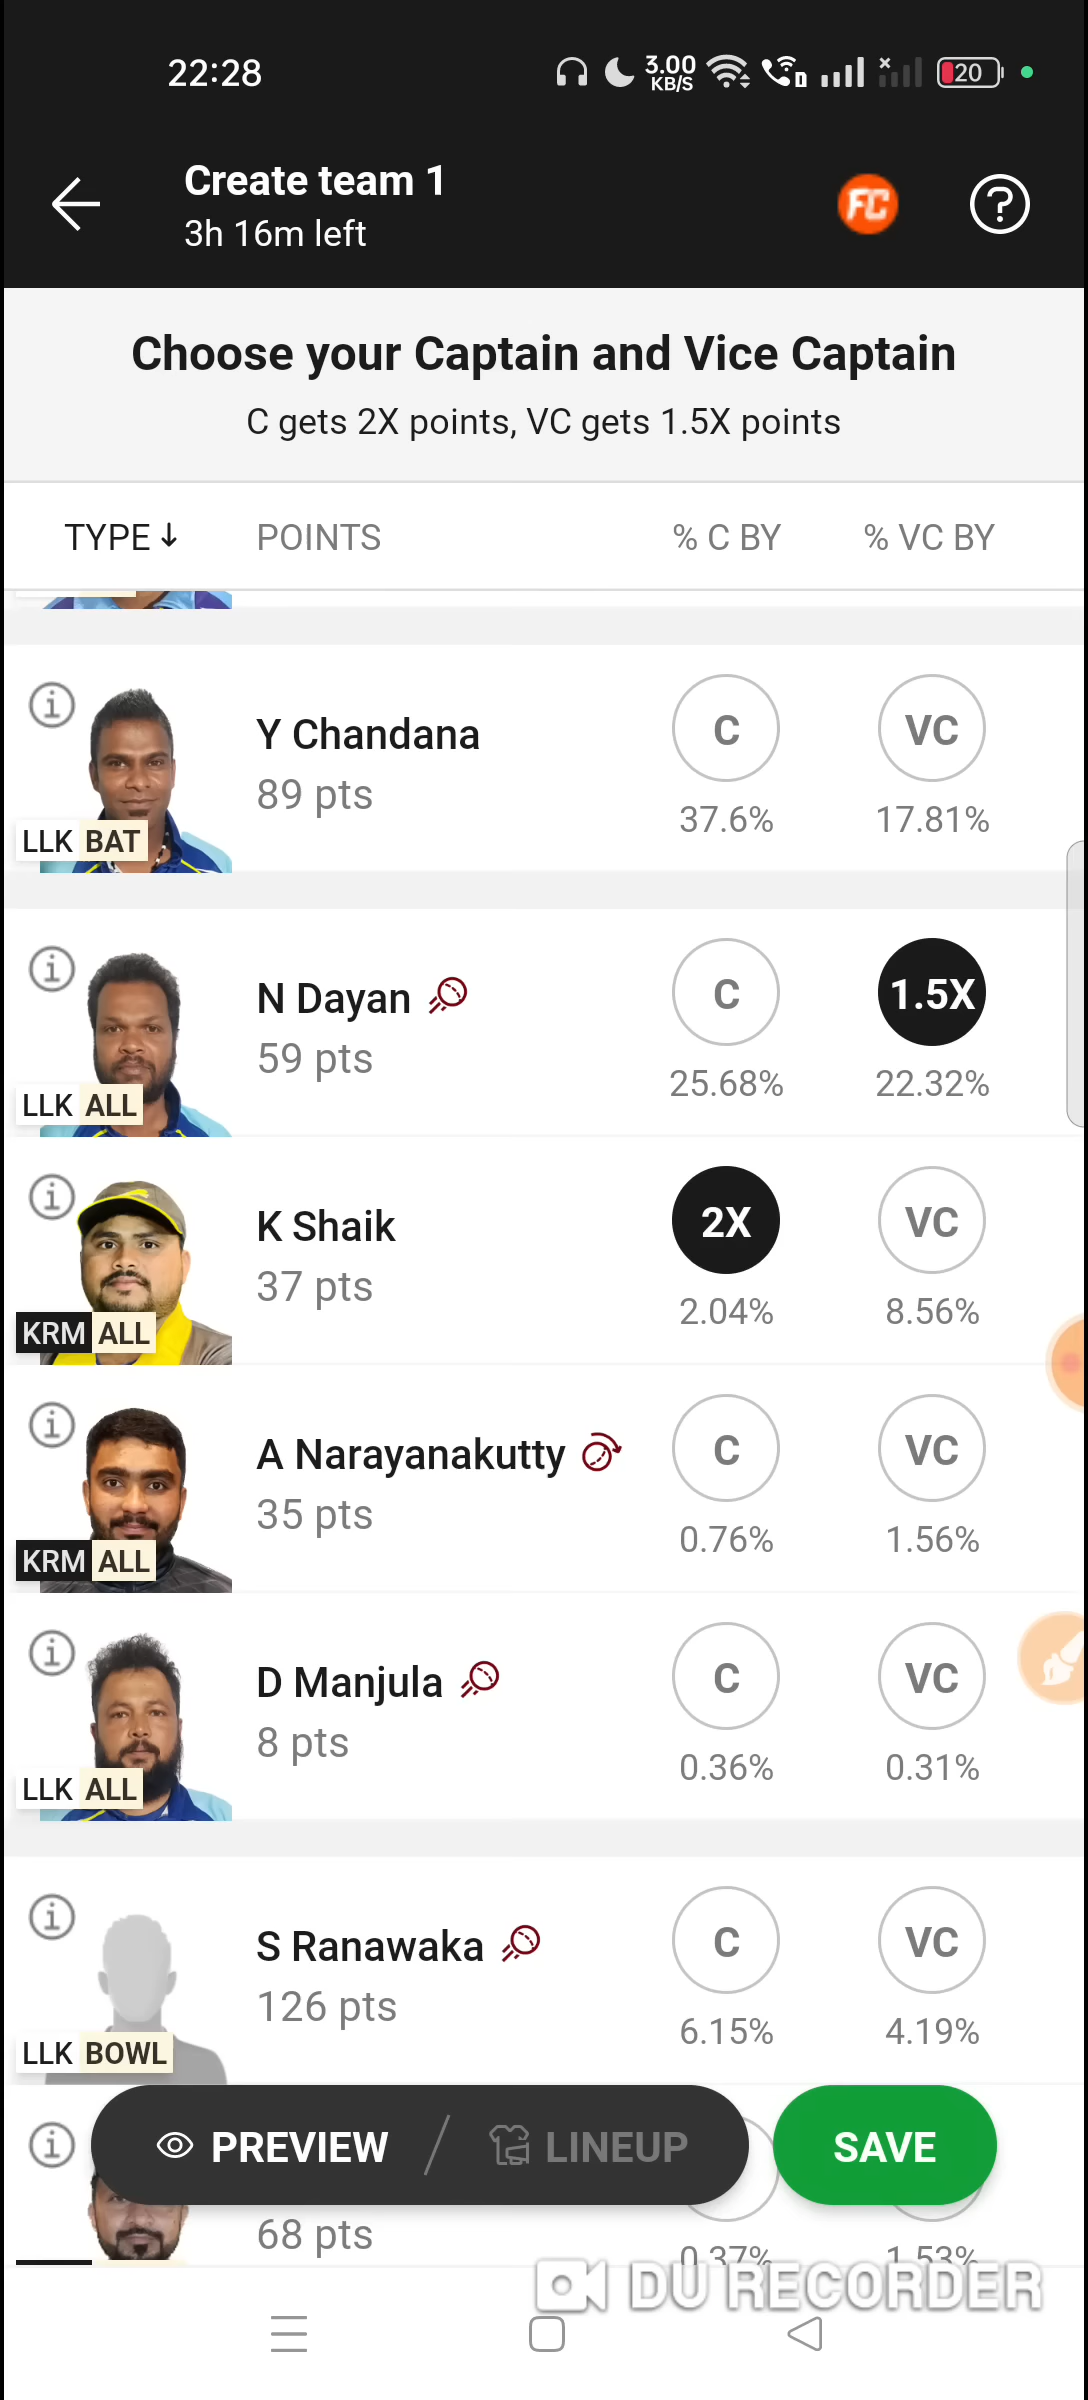 22:28
3.00 KB/S
20
Create team 1
3h 16m left
FC
?
Choose your Captain and Vice Captain
C gets 2X points, VC gets 1.5X points
TYPE ↓ POINTS % C BY % VC BY
Y Chandana C VC
89 pts 37.6% 17.81%
LLK BAT
N Dayan C 1.5X
59 pts 25.68% 22.32%
LLK ALL
K Shaik 2X VC
37 pts 2.04% 8.56%
KRM ALL
A Narayanakutty C VC
35 pts 0.76% 1.56%
KRM ALL
D Manjula C VC
8 pts 0.36% 0.31%
LLK ALL
S Ranawaka C VC
126 pts 6.15% 4.19%
LLK BOWL
PREVIEW LINEUP SAVE
68 pts 0.37% 1.53%
DU RECORDER